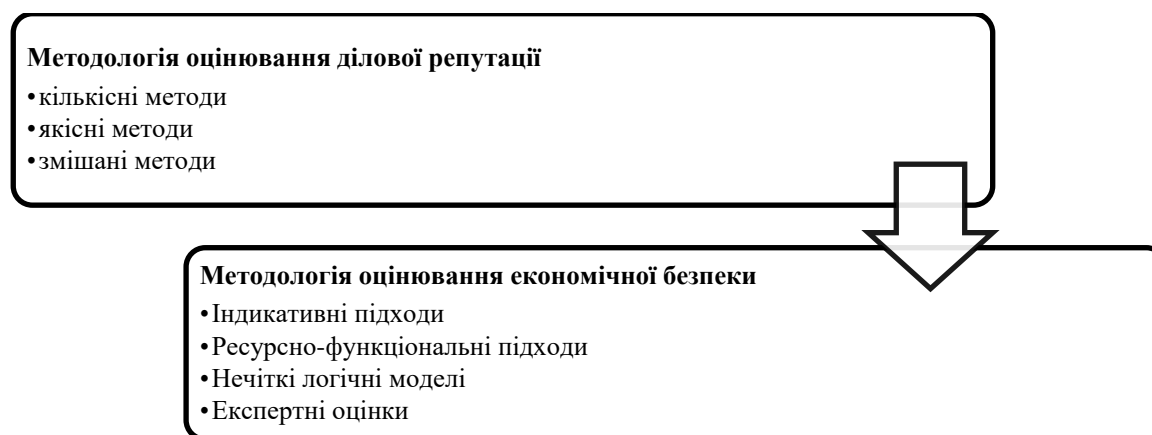 Методологія оцінювання ділової репутації
•кількісні методи
•якісні методи
•змішані методи
Методологія оцінювання економічної безпеки
•Індикативні підходи
•Ресурсно-функціональні підходи
•Нечіткі логічні моделі
•Експертні оцінки